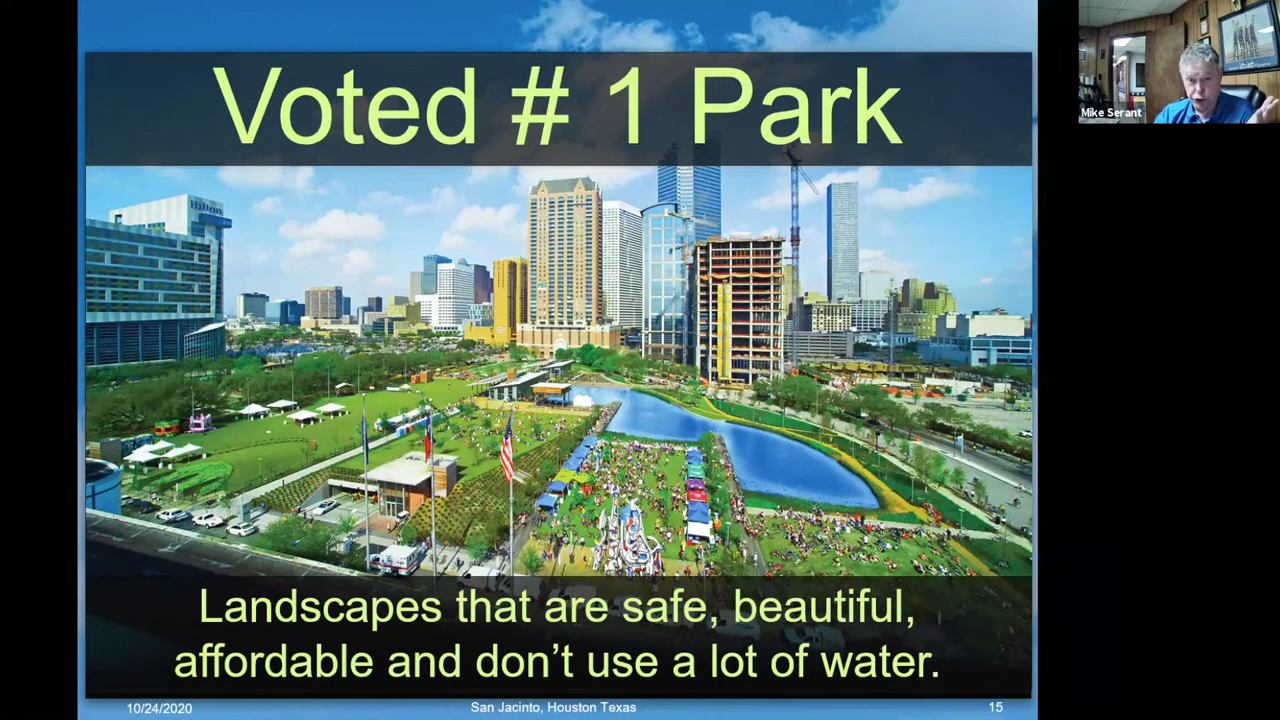 Voted # 1 Park
Mike Serant
Hilton
Landscapes that are safe, beautiful,
affordable and don't use a lot of water.
10/24/2020
San Jacinto, Houston Texas
15